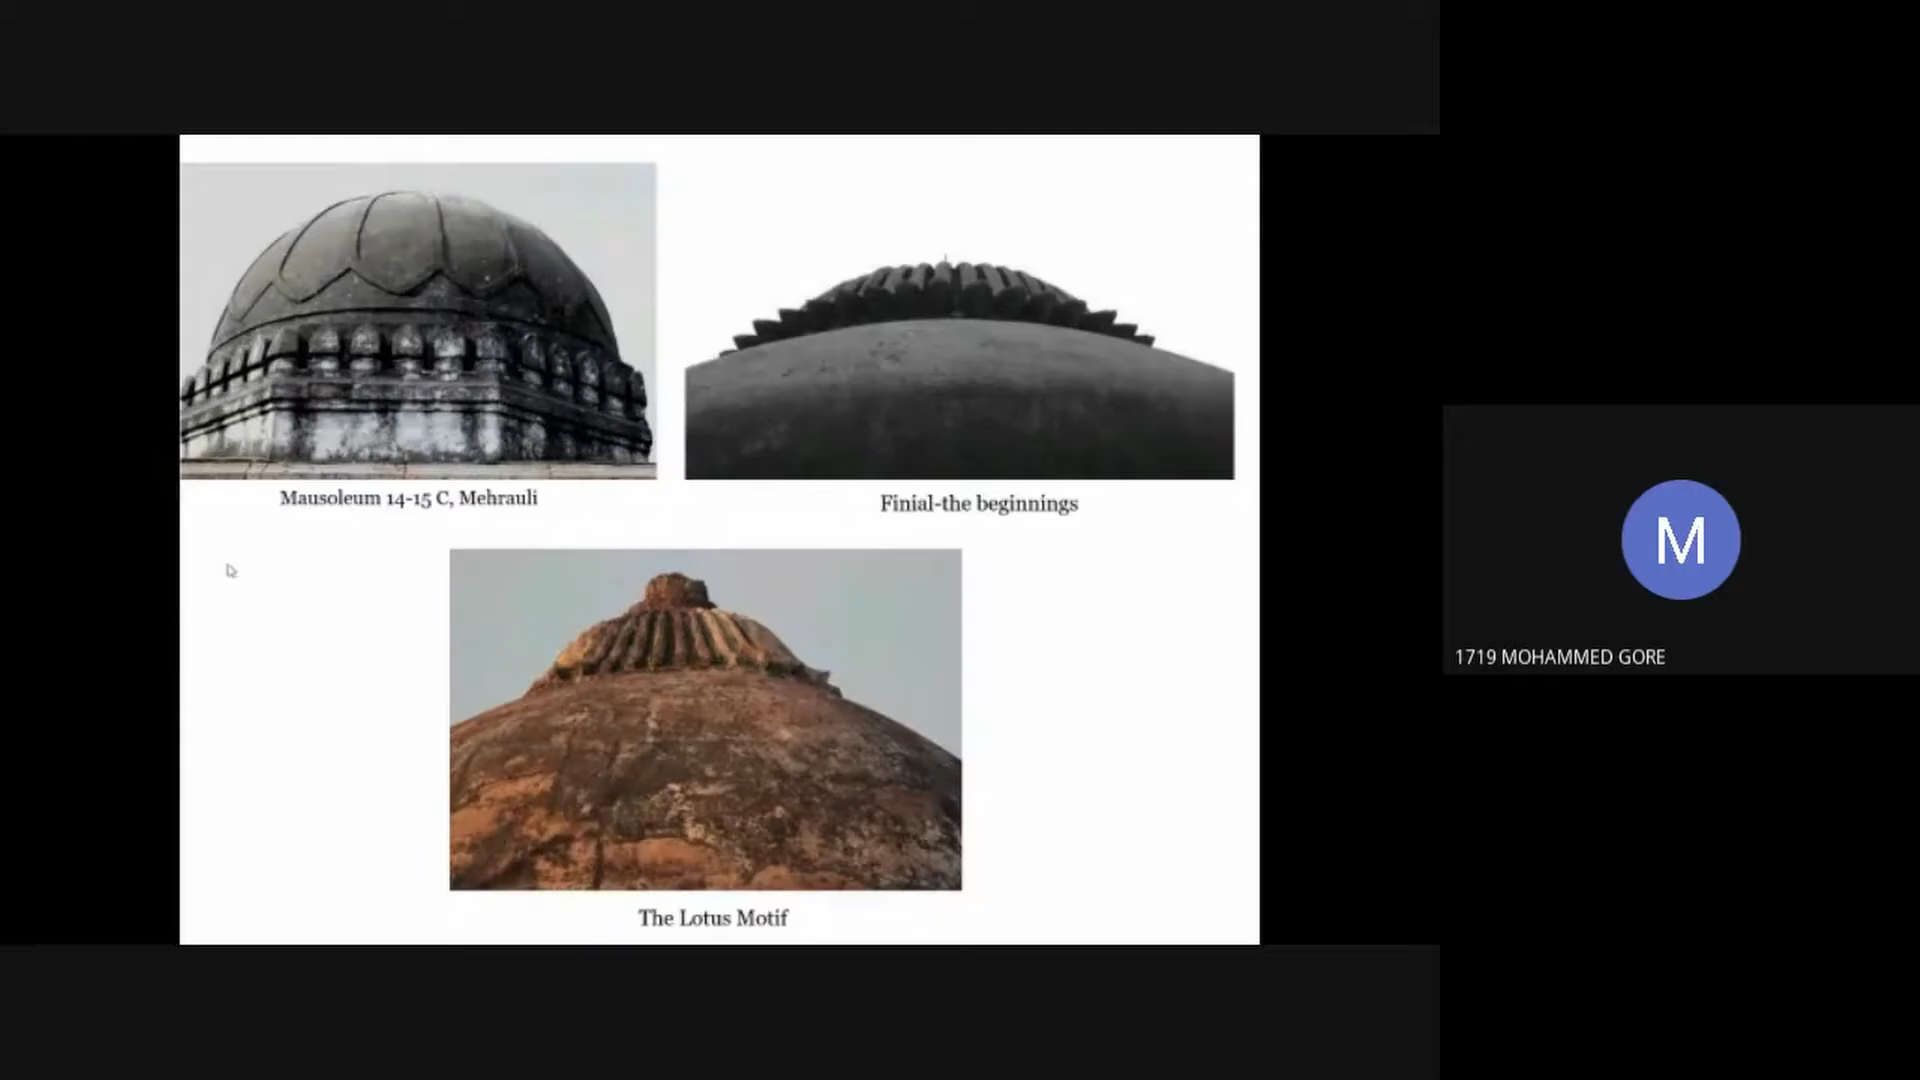 Mausoleum 14-15 C, Mehrauli
Finial-the beginnings
The Lotus Motif
M
1719 MOHAMMED GORE